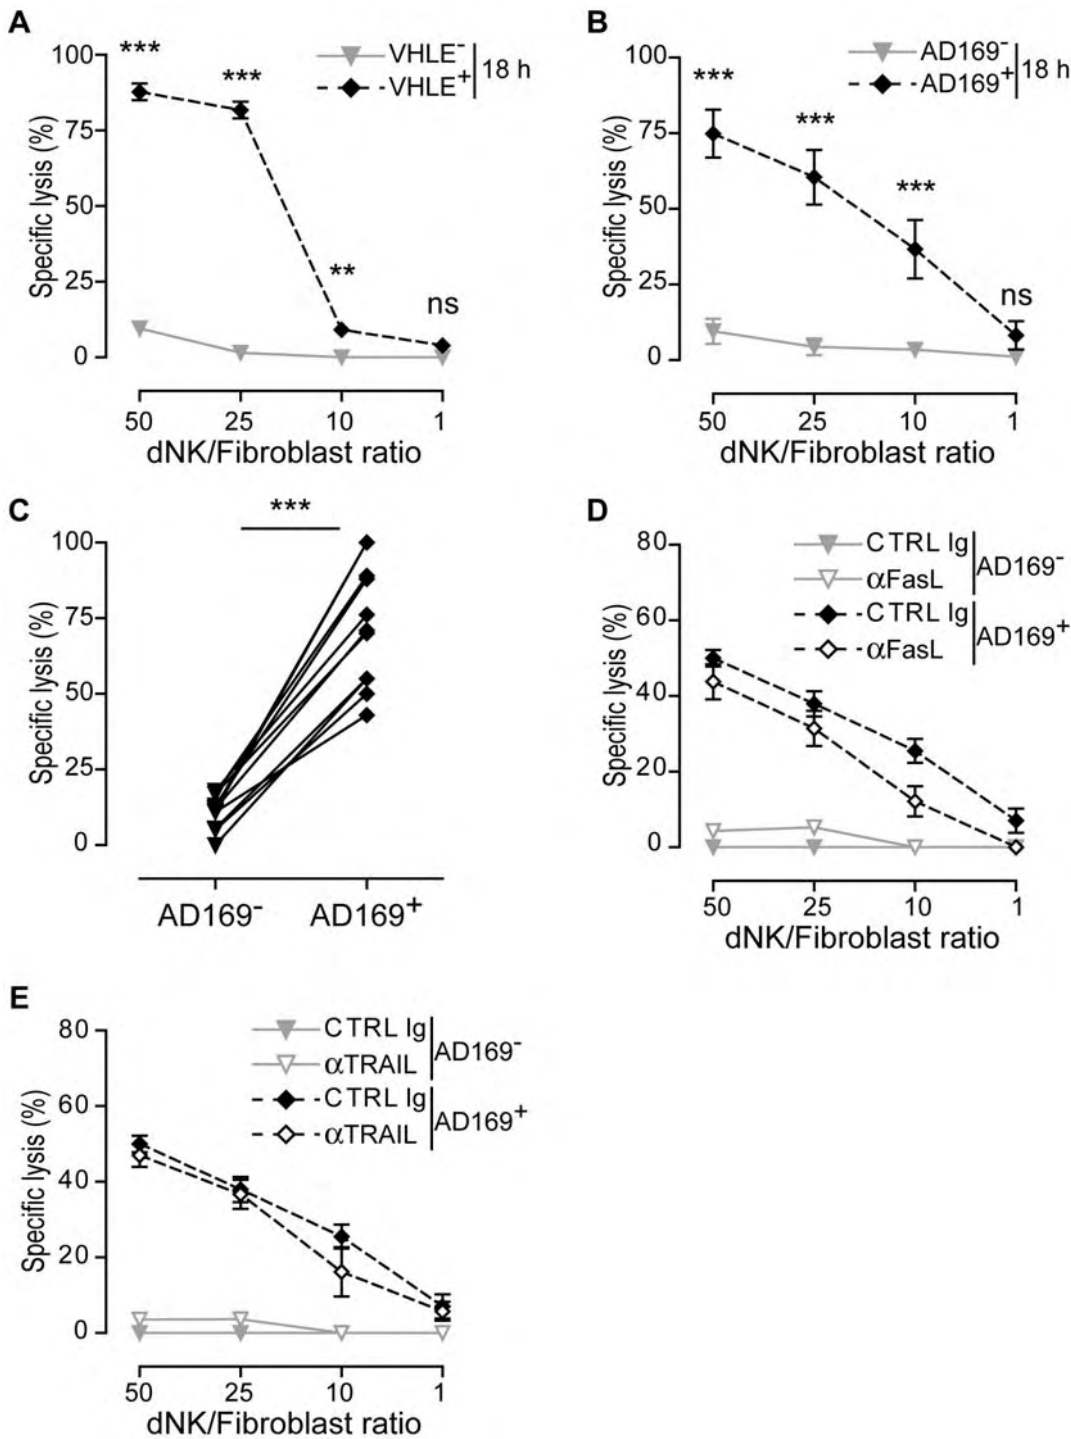 A
VHLE⁻
VHLE⁺
18 h
***
***
**
ns
100
75
50
25
0
Specific lysis (%)
50 25 10 1
dNK/Fibroblast ratio
B
AD169⁻
AD169⁺
18 h
***
***
***
ns
100
75
50
25
0
Specific lysis (%)
50 25 10 1
dNK/Fibroblast ratio
C
***
100
75
50
25
0
Specific lysis (%)
AD169⁻ AD169⁺
D
CTRL Ig
αFasL
AD169⁻
CTRL Ig
αFasL
AD169⁺
80
60
40
20
0
Specific lysis (%)
50 25 10 1
dNK/Fibroblast ratio
E
CTRL Ig
αTRAIL
AD169⁻
CTRL Ig
αTRAIL
AD169⁺
80
60
40
20
0
Specific lysis (%)
50 25 10 1
dNK/Fibroblast ratio